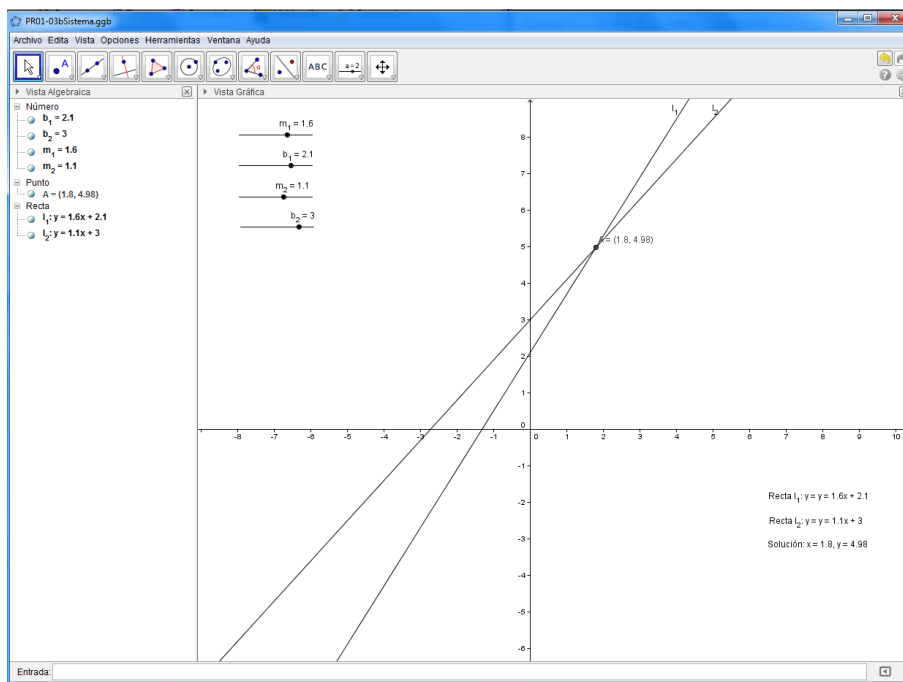 PR01-03bSistema.ggb
Archivo Edita Vista Opciones Herramientas Ventana Ayuda
A
α
ABC
a=2
Vista Algebraica
Número
b₁ = 2.1
b₂ = 3
m₁ = 1.6
m₂ = 1.1
Punto
A = (1.8, 4.98)
Recta
l₁: y = 1.6x + 2.1
l₂: y = 1.1x + 3
Vista Gráfica
m₁ = 1.6
b₁ = 2.1
m₂ = 1.1
b₂ = 3
l₁
l₂
A = (1.8, 4.98)
8
7
6
5
4
3
2
1
0
-8 -7 -6 -5 -4 -3 -2 -1 0 1 2 3 4 5 6 7 8 9 10
-1
-2
-3
-4
-5
-6
Recta l₁: y = y = 1.6x + 2.1
Recta l₂: y = y = 1.1x + 3
Solución: x = 1.8, y = 4.98
Entrada: